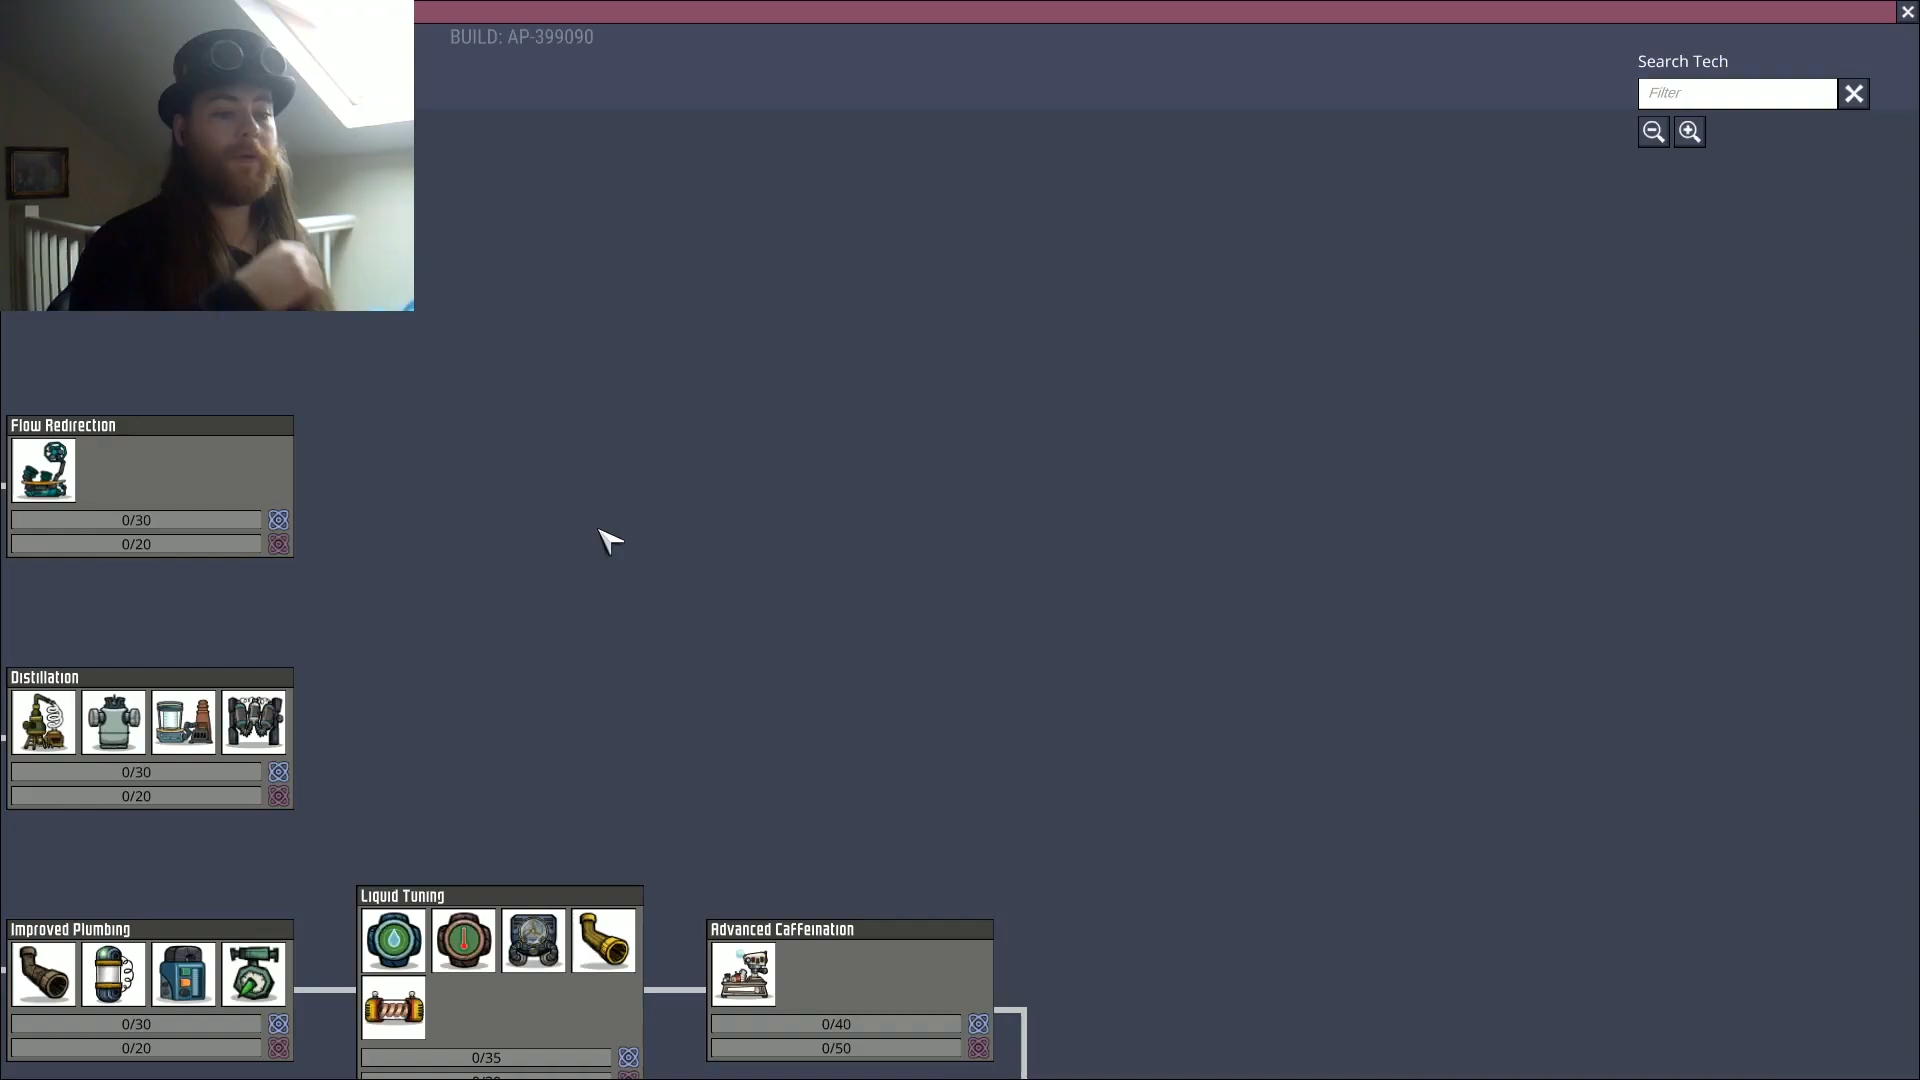 BUILD: AP-399090
Search Tech
Filter
Flow Redirection
0/30
0/20
Distillation
0/30
0/20
Liquid Tuning
0/35
Improved Plumbing
0/30
0/20
Advanced Caffeination
0/40
0/50